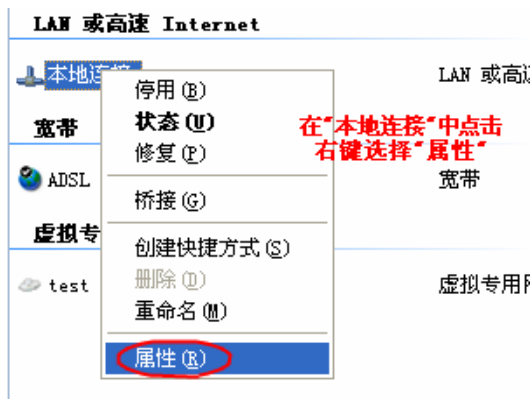 LAN 或高速 Internet
本地连接
LAN 或高速
停用(B)
状态(U)
修复(P)
桥接(G)
创建快捷方式(S)
删除(D)
重命名(M)
属性(R)
在"本地连接"中点击
右键选择"属性"
宽带
ADSL
宽带
虚拟专
test
虚拟专用